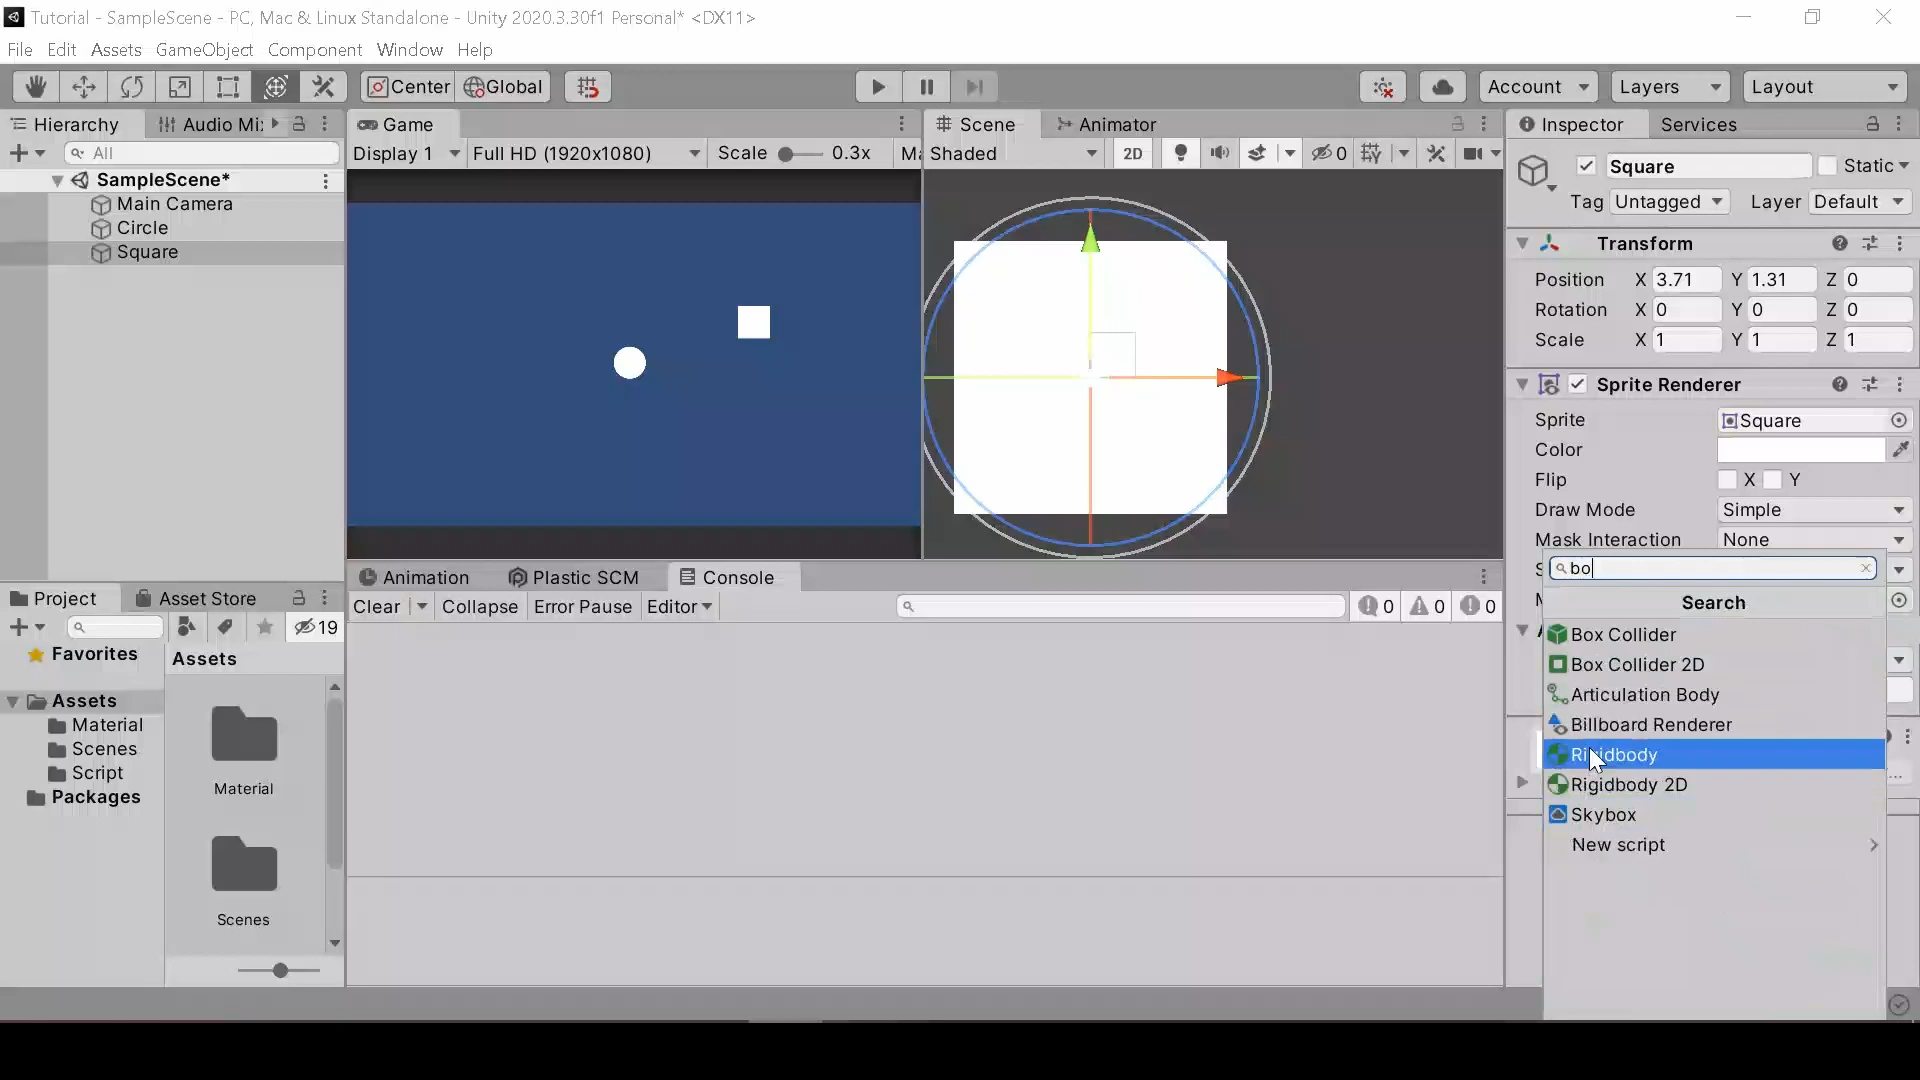 Tutorial - SampleScene - PC, Mac & Linux Standalone - Unity 2020.3.30f1 Personal* <DX11>
File Edit Assets GameObject Component Window Help
Center Global Account Layers Layout
Hierarchy Audio Mix
All
SampleScene*
Main Camera
Circle
Square
Game
Display 1 Full HD (1920x1080) Scale 0.3x
Scene Animator
Shaded 2D 0
Inspector Services
Square Static
Tag Untagged Layer Default
Transform
Position X 3.71 Y 1.31 Z 0
Rotation X 0 Y 0 Z 0
Scale X 1 Y 1 Z 1
Sprite Renderer
Sprite Square
Color
Flip X Y
Draw Mode Simple
Mask Interaction None
bo
Search
Box Collider
Box Collider 2D
Articulation Body
Billboard Renderer
Rigidbody
Rigidbody 2D
Skybox
New script
Animation Plastic SCM Console
Clear Collapse Error Pause Editor 0 0 0
Project Asset Store
19
Favorites
Assets
Material
Scenes
Script
Packages
Assets
Material
Scenes